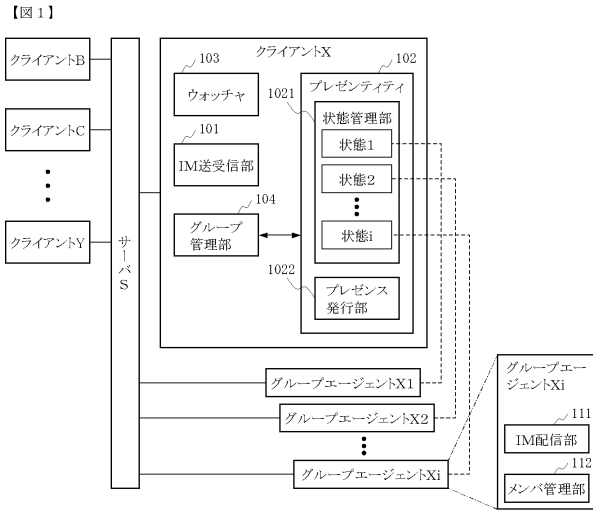 【図1】
クライアントB
クライアントC
クライアントY
サーバS
クライアントX
103
ウォッチャ
101
IM送受信部
104
グループ
管理部
102
プレゼンティティ
1021
状態管理部
状態1
状態2
状態i
1022
プレゼンス
発行部
グループエージェントX1
グループエージェントX2
グループエージェントXi
グループエー
ジェントXi
111
IM配信部
112
メンバ管理部